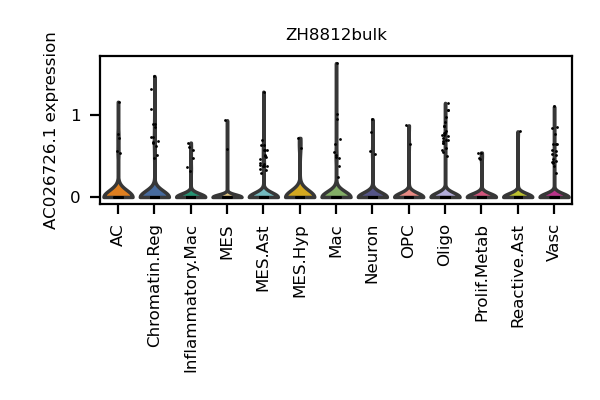 ZH8812bulk
AC026726.1 expression
1
0
AC
Chromatin.Reg
Inflammatory.Mac
MES
MES.Ast
MES.Hyp
Mac
Neuron
OPC
Oligo
Prolif.Metab
Reactive.Ast
Vasc